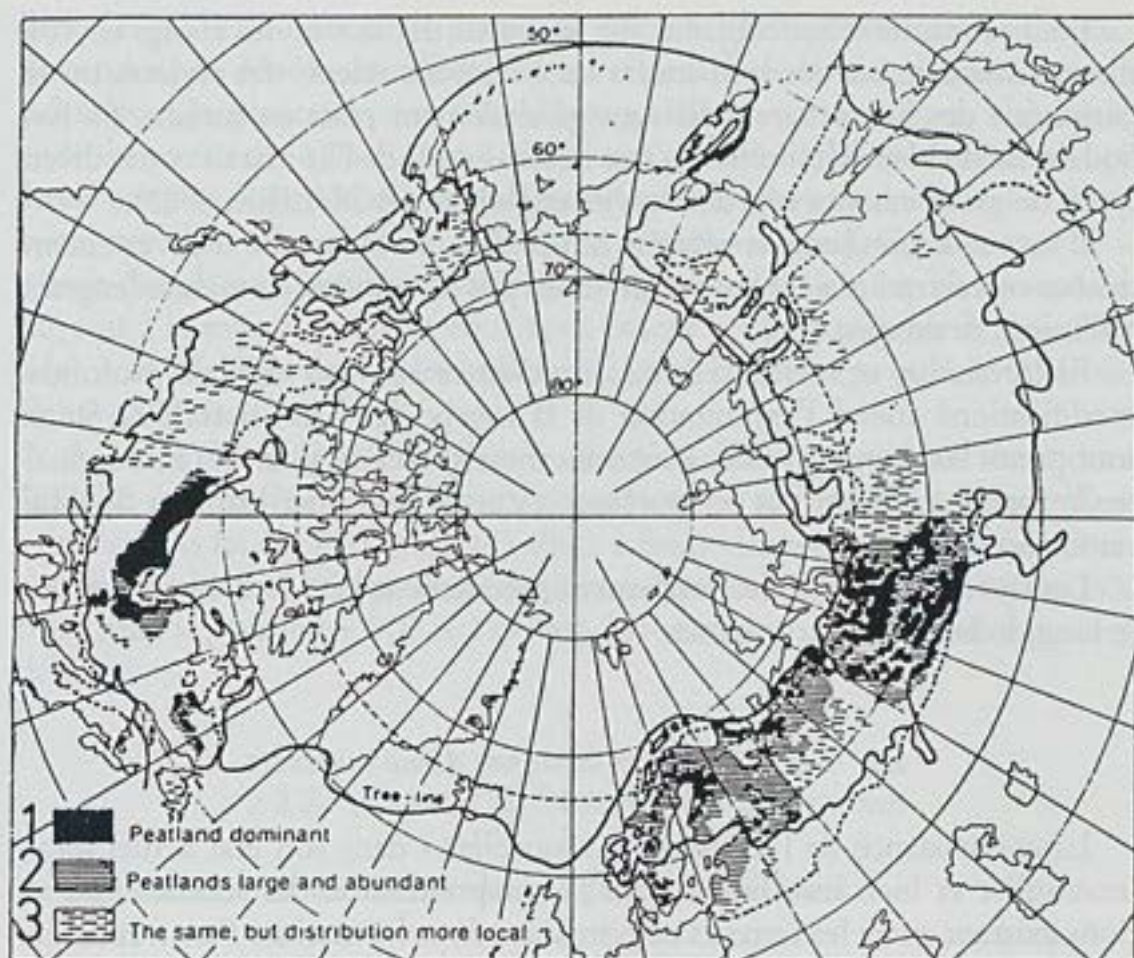 50°
60°
70°
80°
Tree-line
1 Peatland dominant
2 Peatlands large and abundant
3 The same, but distribution more local